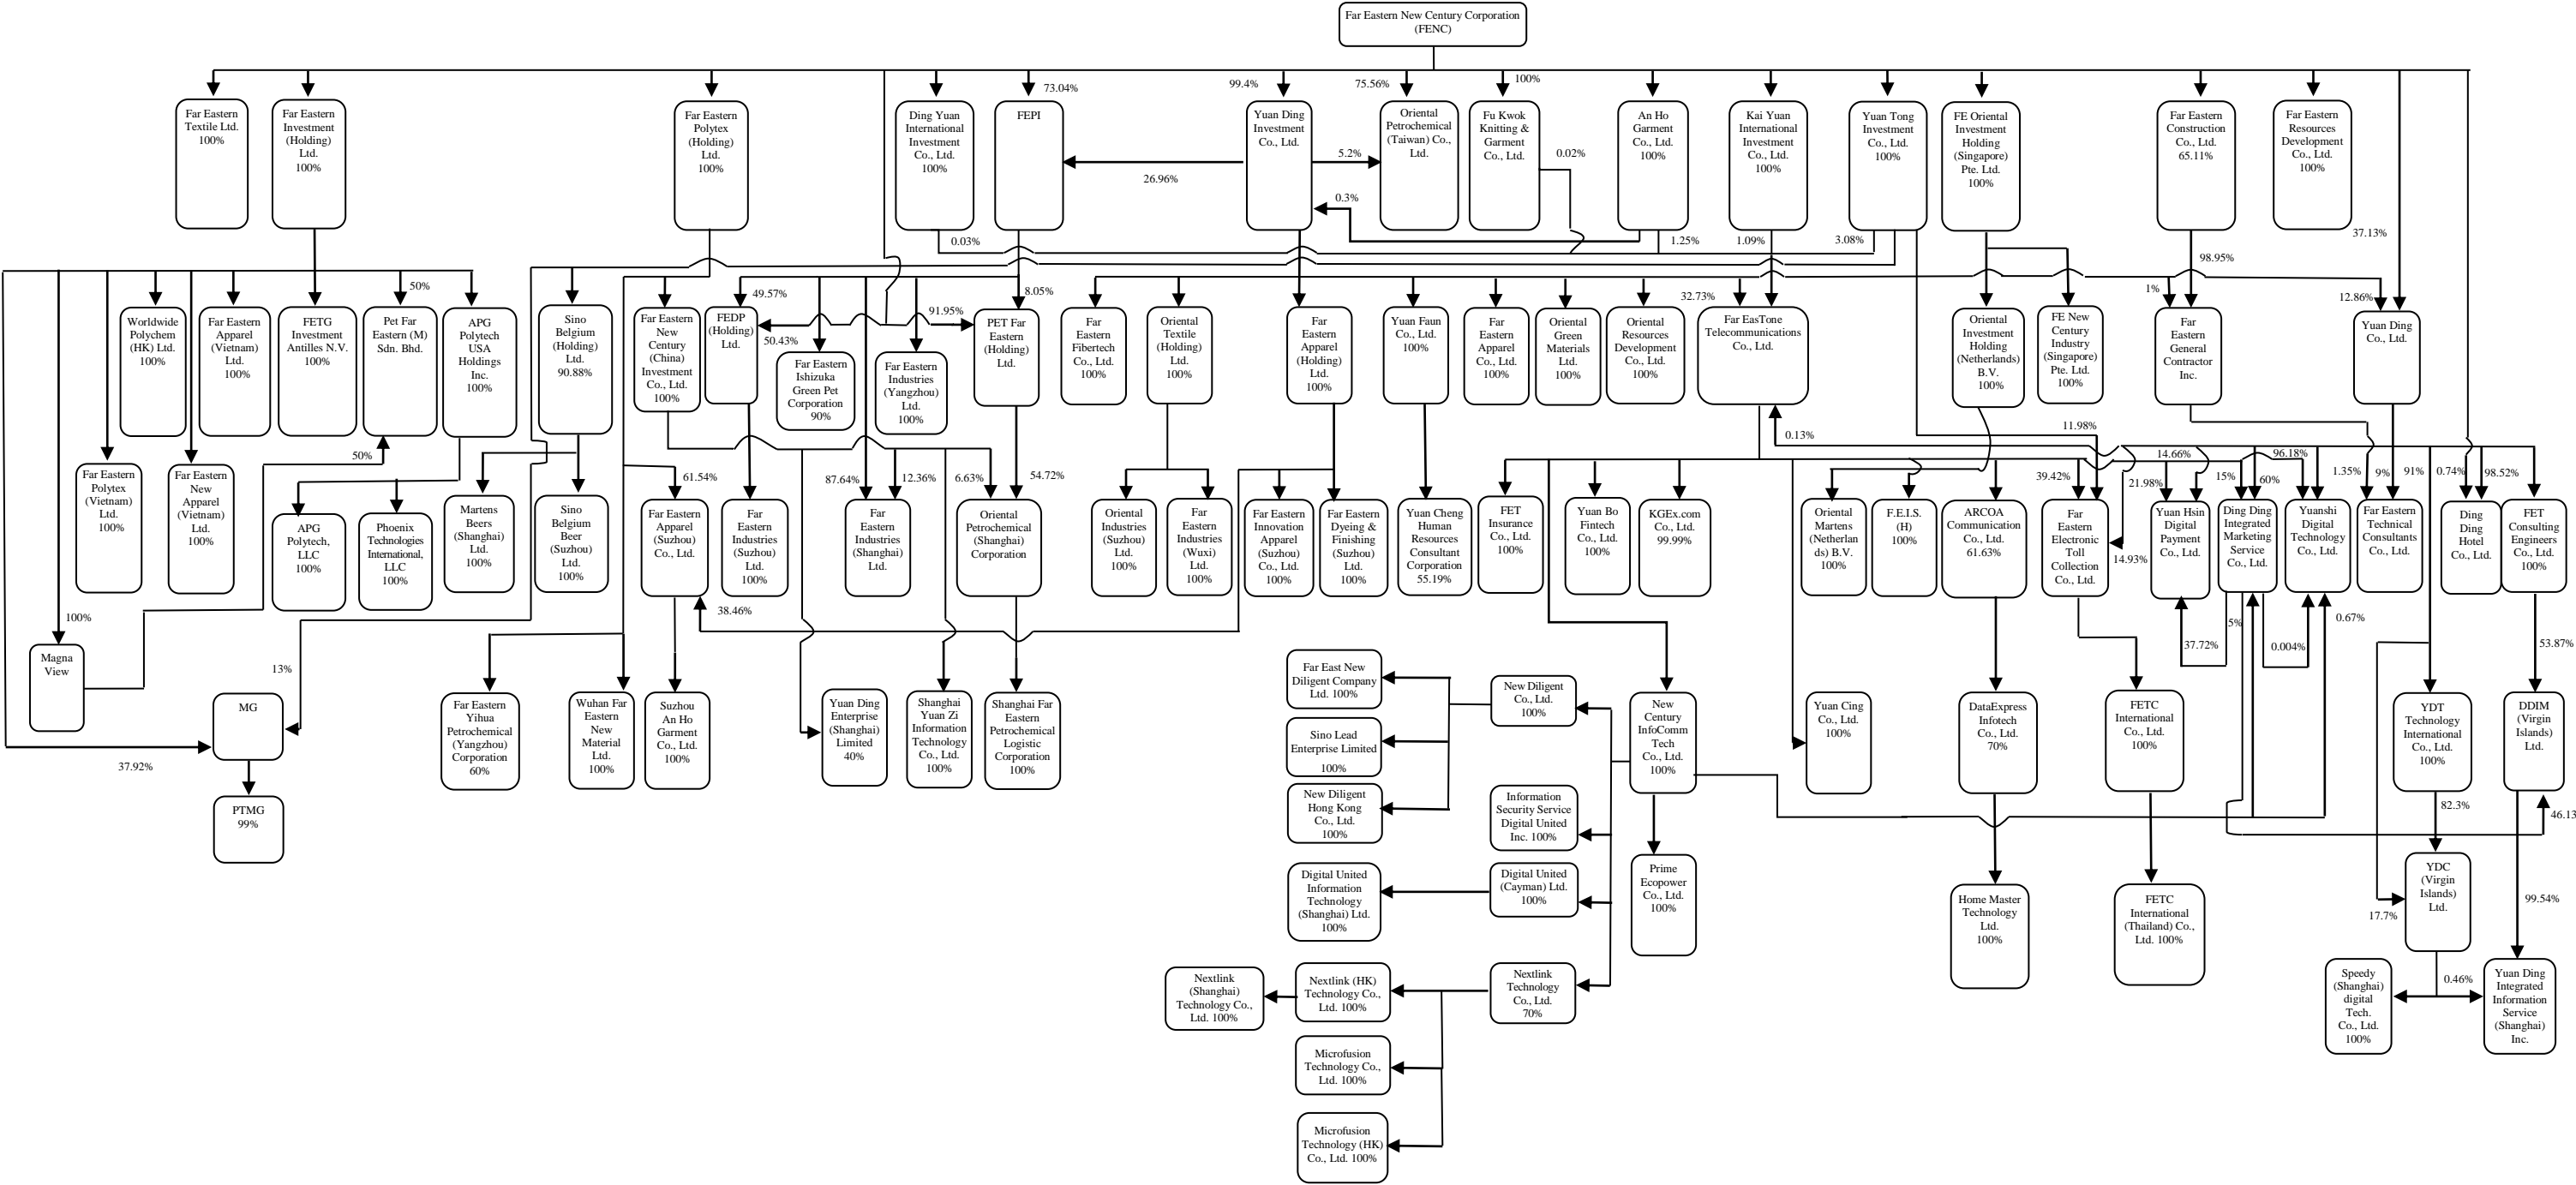 Far Eastern New Century Corporation
(FENC)
73.04%
99.4%
75.56%
100%
Far Eastern
Textile Ltd.
100%
Far Eastern
Investment
(Holding)
Ltd.
100%
Far Eastern
Polytex
(Holding)
Ltd.
100%
Ding Yuan
International
Investment
Co., Ltd.
100%
FEPI
Yuan Ding
Investment
Co., Ltd.
Oriental
Petrochemical
(Taiwan) Co.,
Ltd.
Fu Kwok
Knitting &
Garment
Co., Ltd.
An Ho
Garment
Co., Ltd.
100%
Kai Yuan
International
Investment
Co., Ltd.
100%
Yuan Tong
Investment
Co., Ltd.
100%
FE Oriental
Investment
Holding
(Singapore)
Pte. Ltd.
100%
Far Eastern
Construction
Co., Ltd.
65.11%
Far Eastern
Resources
Development
Co., Ltd.
100%
26.96%
5.2%
0.02%
0.3%
0.03%
1.25%
1.09%
3.08%
98.95%
37.13%
50%
49.57%
50.43%
91.95%
8.05%
32.73%
1%
12.86%
Worldwide
Polychem
(HK) Ltd.
100%
Far Eastern
Apparel
(Vietnam)
Ltd.
100%
FETG
Investment
Antilles N.V.
100%
Pet Far
Eastern (M)
Sdn. Bhd.
APG
Polytech
USA
Holdings
Inc.
100%
Sino
Belgium
(Holding)
Ltd.
90.88%
Far Eastern
New
Century
(China)
Investment
Co., Ltd.
100%
FEDP
(Holding)
Ltd.
Far Eastern
Ishizuka
Green Pet
Corporation
90%
Far Eastern
Industries
(Yangzhou)
Ltd.
100%
PET Far
Eastern
(Holding)
Ltd.
Far
Eastern
Fibertech
Co., Ltd.
100%
Oriental
Textile
(Holding)
Ltd.
100%
Far
Eastern
Apparel
(Holding)
Ltd.
100%
Yuan Faun
Co., Ltd.
100%
Far
Eastern
Apparel
Co., Ltd.
100%
Oriental
Green
Materials
Ltd.
100%
Oriental
Resources
Development
Co., Ltd.
100%
Far EasTone
Telecommunications
Co., Ltd.
Oriental
Investment
Holding
(Netherlands)
B.V.
100%
FE New
Century
Industry
(Singapore)
Pte. Ltd.
100%
Far
Eastern
General
Contractor
Inc.
Yuan Ding
Co., Ltd.
50%
61.54%
87.64%
12.36%
6.63%
54.72%
0.13%
11.98%
39.42%
14.66%
21.98%
15%
60%
96.18%
1.35%
9%
91%
0.74%
98.52%
14.93%
Far Eastern
Polytex
(Vietnam)
Ltd.
100%
Far Eastern
New
Apparel
(Vietnam)
Ltd.
100%
APG
Polytech,
LLC
100%
Phoenix
Technologies
International,
LLC
100%
Martens
Beers
(Shanghai)
Ltd.
100%
Sino
Belgium
Beer
(Suzhou)
Ltd.
100%
Far Eastern
Apparel
(Suzhou)
Co., Ltd.
Far
Eastern
Industries
(Suzhou)
Ltd.
100%
Far
Eastern
Industries
(Shanghai)
Ltd.
Oriental
Petrochemical
(Shanghai)
Corporation
Oriental
Industries
(Suzhou)
Ltd.
100%
Far
Eastern
Industries
(Wuxi)
Ltd.
100%
Far Eastern
Innovation
Apparel
(Suzhou)
Co., Ltd.
100%
Far Eastern
Dyeing &
Finishing
(Suzhou)
Ltd.
100%
Yuan Cheng
Human
Resources
Consultant
Corporation
55.19%
FET
Insurance
Co., Ltd.
100%
Yuan Bo
Fintech
Co., Ltd.
100%
KGEx.com
Co., Ltd.
99.99%
Oriental
Martens
(Netherlan
ds) B.V.
100%
F.E.I.S.
(H)
100%
ARCOA
Communication
Co., Ltd.
61.63%
Far
Eastern
Electronic
Toll
Collection
Co., Ltd.
Yuan Hsin
Digital
Payment
Co., Ltd.
Ding Ding
Integrated
Marketing
Service
Co., Ltd.
Yuanshi
Digital
Technology
Co., Ltd.
Far Eastern
Technical
Consultants
Co., Ltd.
Ding
Ding
Hotel
Co., Ltd.
FET
Consulting
Engineers
Co., Ltd.
100%
100%
38.46%
13%
37.92%
37.72%
5%
0.004%
0.67%
53.87%
Magna
View
MG
PTMG
99%
Far Eastern
Yihua
Petrochemical
(Yangzhou)
Corporation
60%
Wuhan Far
Eastern
New
Material
Ltd.
100%
Suzhou
An Ho
Garment
Co., Ltd.
100%
Yuan Ding
Enterprise
(Shanghai)
Limited
40%
Shanghai
Yuan Zi
Information
Technology
Co., Ltd.
100%
Shanghai Far
Eastern
Petrochemical
Logistic
Corporation
100%
Far East New
Diligent Company
Ltd. 100%
Sino Lead
Enterprise Limited
100%
New Diligent
Hong Kong
Co., Ltd.
100%
New Diligent
Co., Ltd.
100%
New
Century
InfoComm
Tech
Co., Ltd.
100%
Information
Security Service
Digital United
Inc. 100%
Digital United
Information
Technology
(Shanghai) Ltd.
100%
Digital United
(Cayman) Ltd.
100%
Prime
Ecopower
Co., Ltd.
100%
Nextlink
(Shanghai)
Technology Co.,
Ltd. 100%
Nextlink (HK)
Technology Co.,
Ltd. 100%
Nextlink
Technology
Co., Ltd.
70%
Microfusion
Technology Co.,
Ltd. 100%
Microfusion
Technology (HK)
Co., Ltd. 100%
Yuan Cing
Co., Ltd.
100%
DataExpress
Infotech
Co., Ltd.
70%
FETC
International
Co., Ltd.
100%
Home Master
Technology
Ltd.
100%
FETC
International
(Thailand) Co.,
Ltd. 100%
YDT
Technology
International
Co., Ltd.
100%
DDIM
(Virgin
Islands)
Ltd.
82.3%
46.13
YDC
(Virgin
Islands)
Ltd.
17.7%
99.54%
0.46%
Speedy
(Shanghai)
digital
Tech.
Co., Ltd.
100%
Yuan Ding
Integrated
Information
Service
(Shanghai)
Inc.